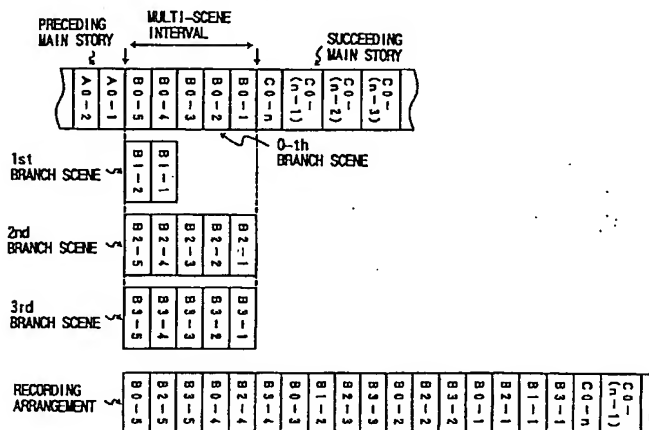 PRECEDING
MAIN STORY
MULTI-SCENE
INTERVAL
SUCCEEDING
MAIN STORY
A0-2 A0-1 B0-5 B0-4 B0-3 B0-2 B0-1 C0-n C0-(n-1) C0-(n-2) C0-(n-3)
0-th
BRANCH SCENE
1st
BRANCH SCENE
B1-2 B1-1
2nd
BRANCH SCENE
B2-5 B2-4 B2-3 B2-2 B2-1
3rd
BRANCH SCENE
B3-5 B3-4 B3-3 B3-2 B3-1
RECORDING
ARRANGEMENT
B0-5 B2-5 B3-5 B0-4 B2-4 B3-4 B0-3 B1-2 B2-3 B3-3 B0-2 B2-2 B3-2 B0-1 B2-1 B1-1 B3-1 C0-n C0-(n-1)